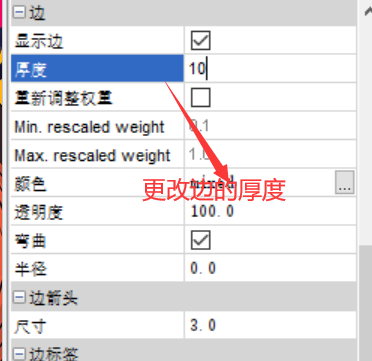 边
显示边
厚度 10
重新调整权重
Min. rescaled weight 0.1
Max. rescaled weight 1.0
颜色 mixed ...
更改边的厚度
透明度 100.0
弯曲
半径 0.0
边箭头
尺寸 3.0
边标签